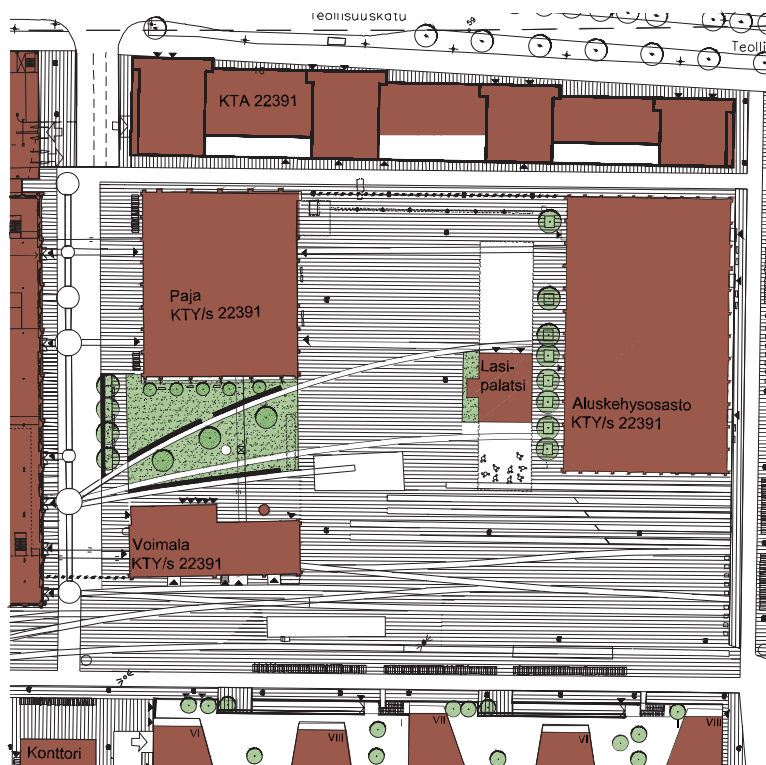 Teollisuuskatu
Teolli
KTA 22391
Paja
KTY/s 22391
Lasi-
palatsi
Aluskehysosasto
KTY/s 22391
Voimala
KTY/s 22391
VI
VIII
I
VII
VI
I
VIII
Konttori